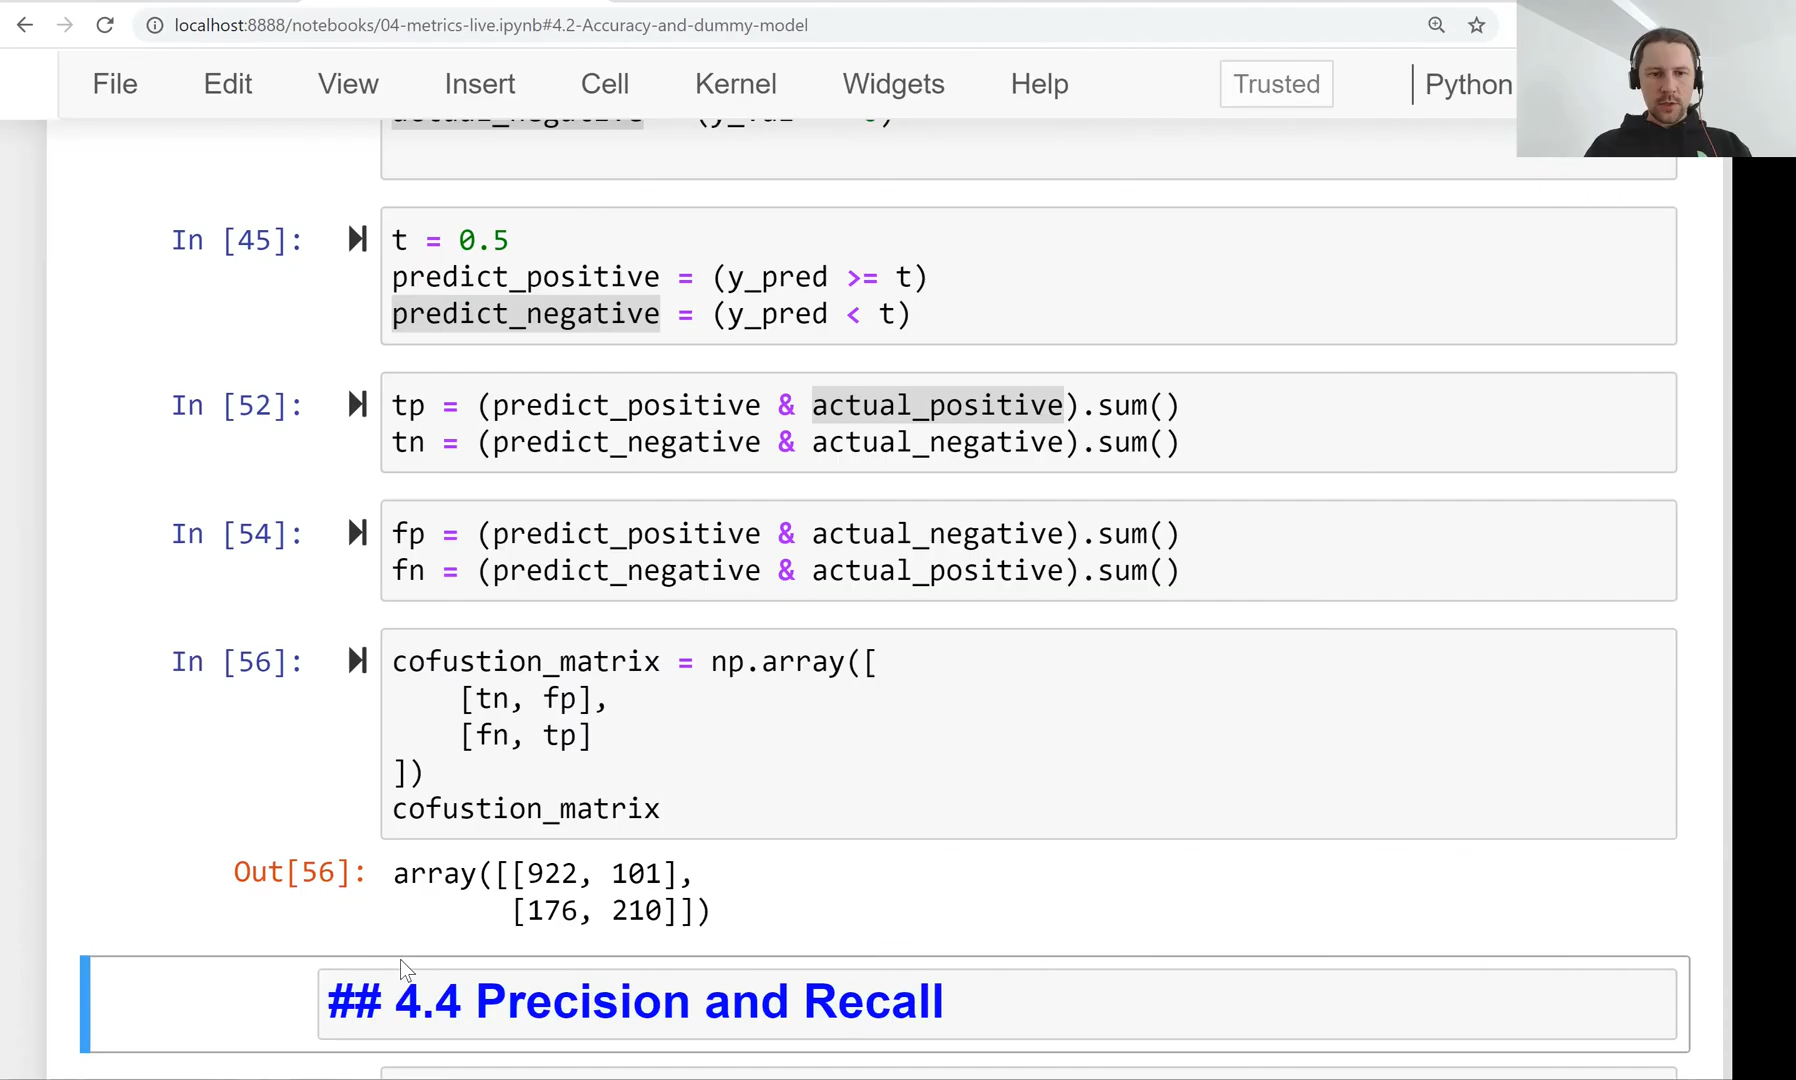 localhost:8888/notebooks/04-metrics-live.ipynb#4.2-Accuracy-and-dummy-model
File Edit View Insert Cell Kernel Widgets Help Trusted Python
actual_negative = (y_val == 0)
In [45]: t = 0.5
predict_positive = (y_pred >= t)
predict_negative = (y_pred < t)
In [52]: tp = (predict_positive & actual_positive).sum()
tn = (predict_negative & actual_negative).sum()
In [54]: fp = (predict_positive & actual_negative).sum()
fn = (predict_negative & actual_positive).sum()
In [56]: cofustion_matrix = np.array([
[tn, fp],
[fn, tp]
])
cofustion_matrix
Out[56]: array([[922, 101],
[176, 210]])
## 4.4 Precision and Recall